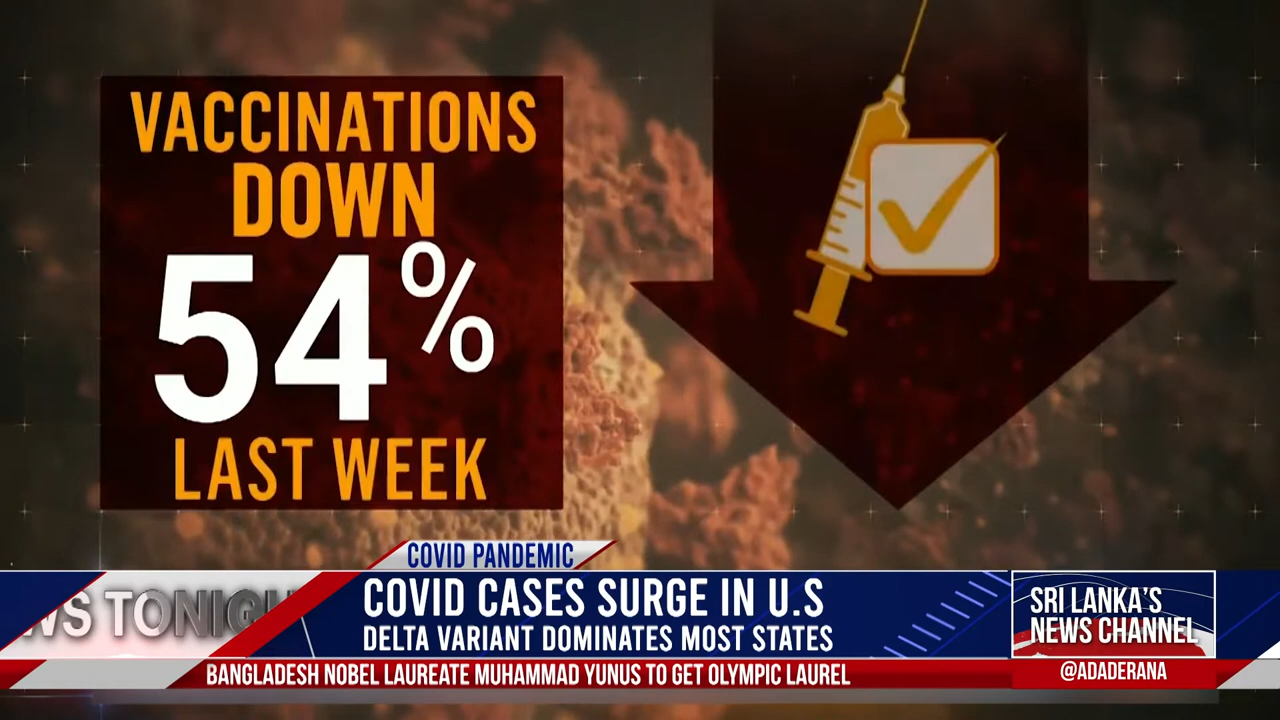 VACCINATIONS
DOWN
54%
LAST WEEK
COVID PANDEMIC
COVID CASES SURGE IN U.S
DELTA VARIANT DOMINATES MOST STATES
TONIGH
SRI LANKA'S
NEWS CHANNEL
BANGLADESH NOBEL LAUREATE MUHAMMAD YUNUS TO GET OLYMPIC LAUREL
@ADADERANA